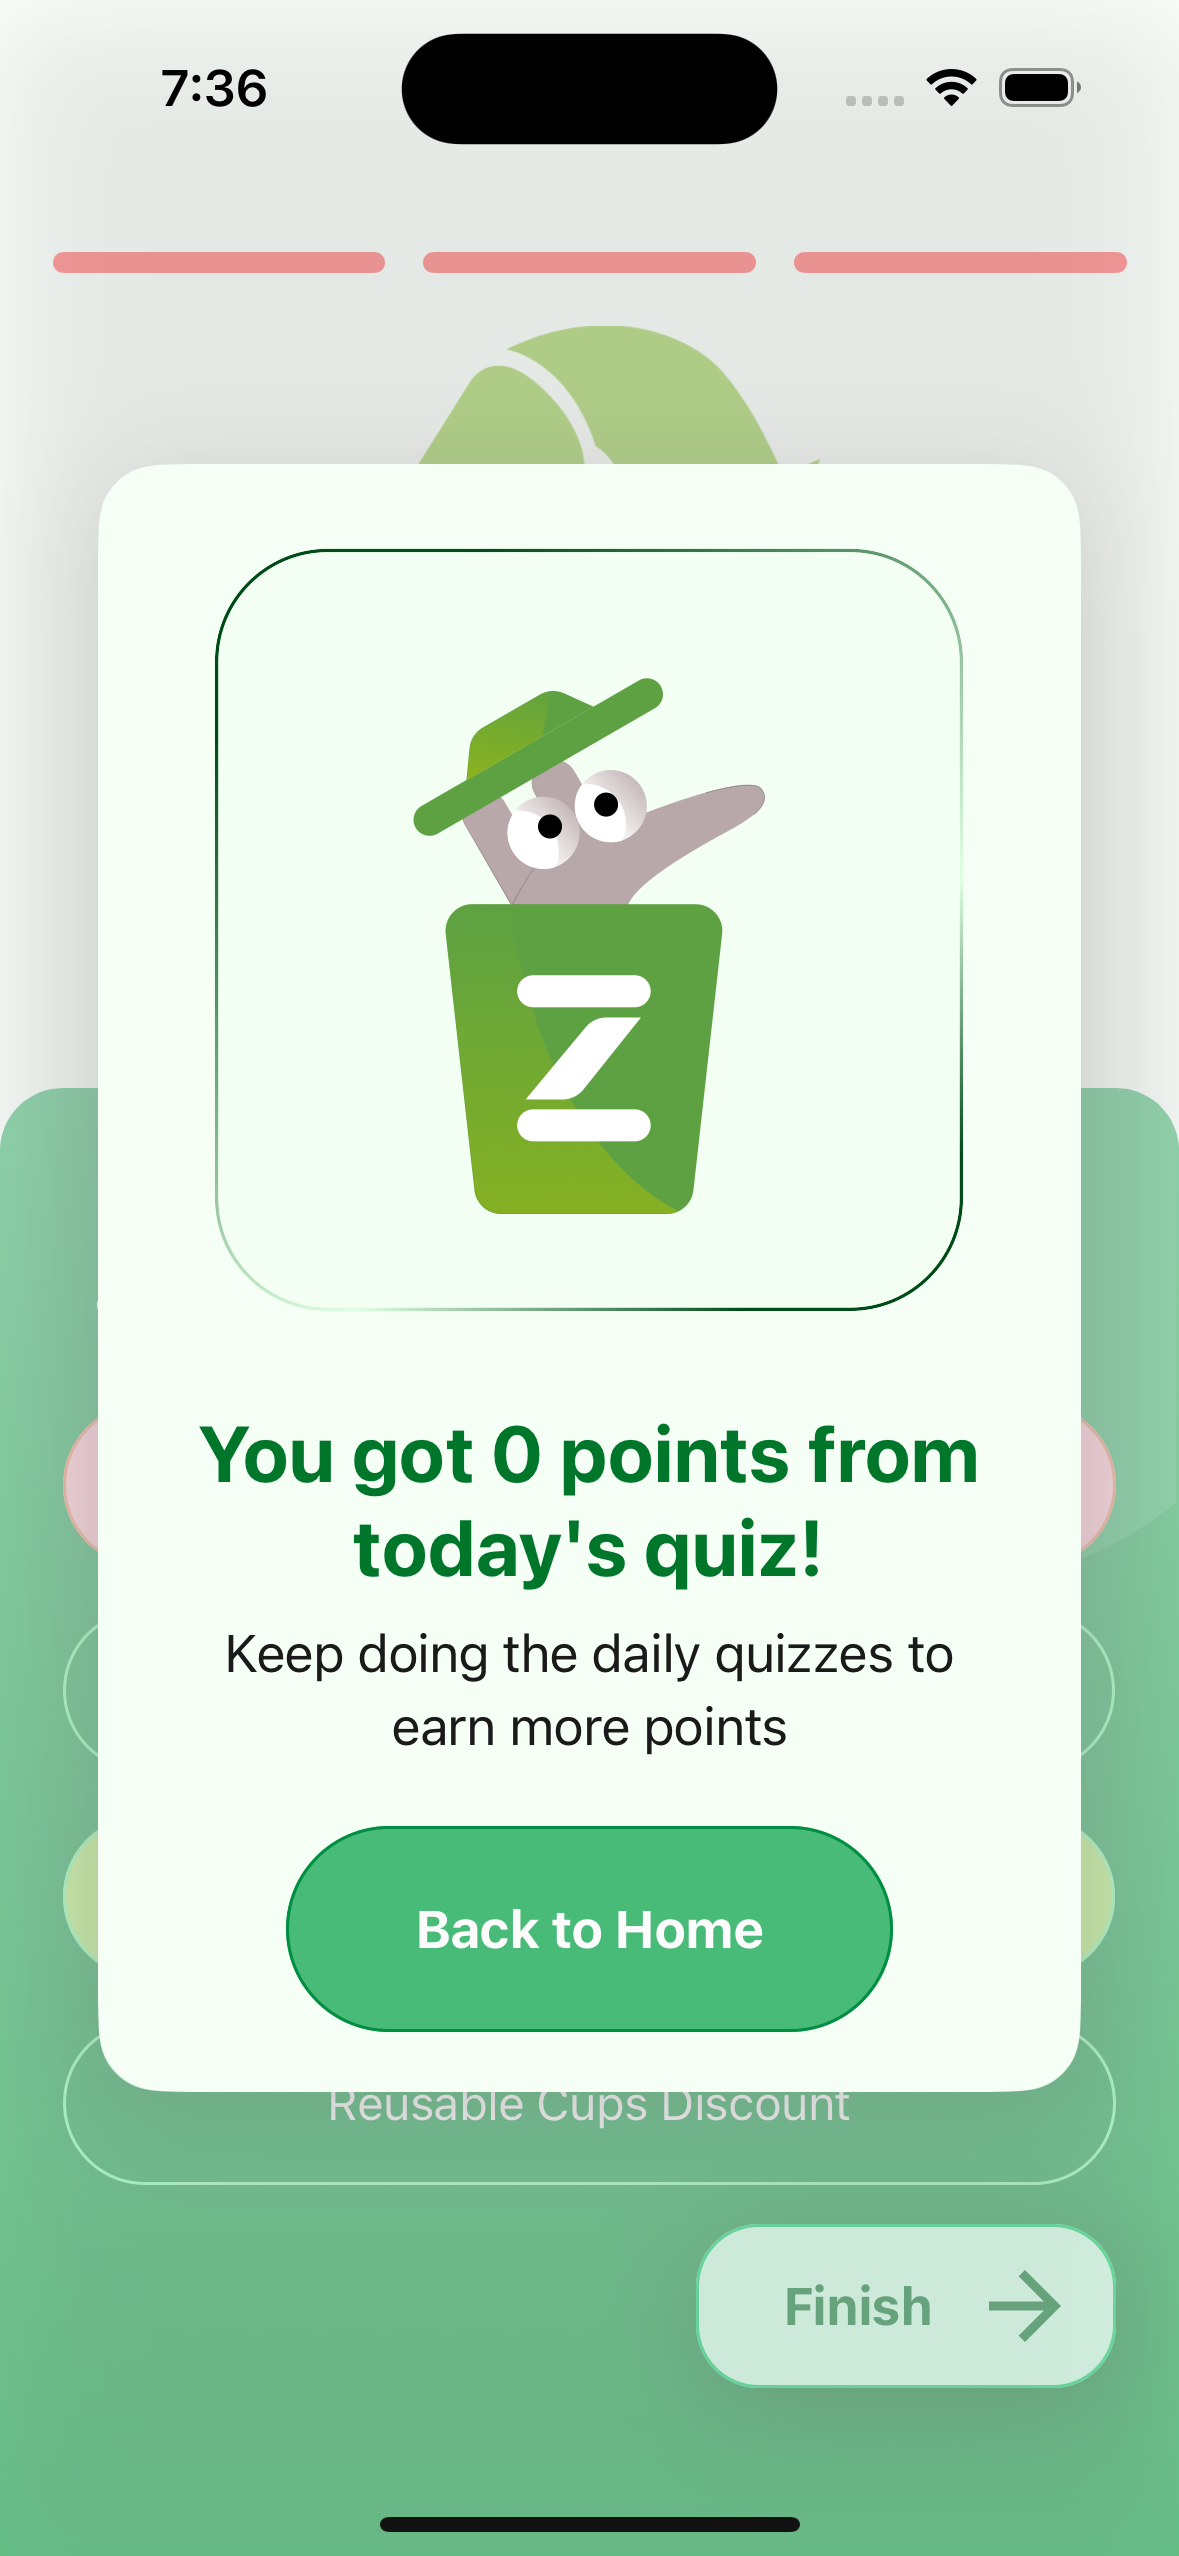 7:36
Z
You got 0 points from
today's quiz!
Keep doing the daily quizzes to
earn more points
Back to Home
Reusable Cups Discount
Finish